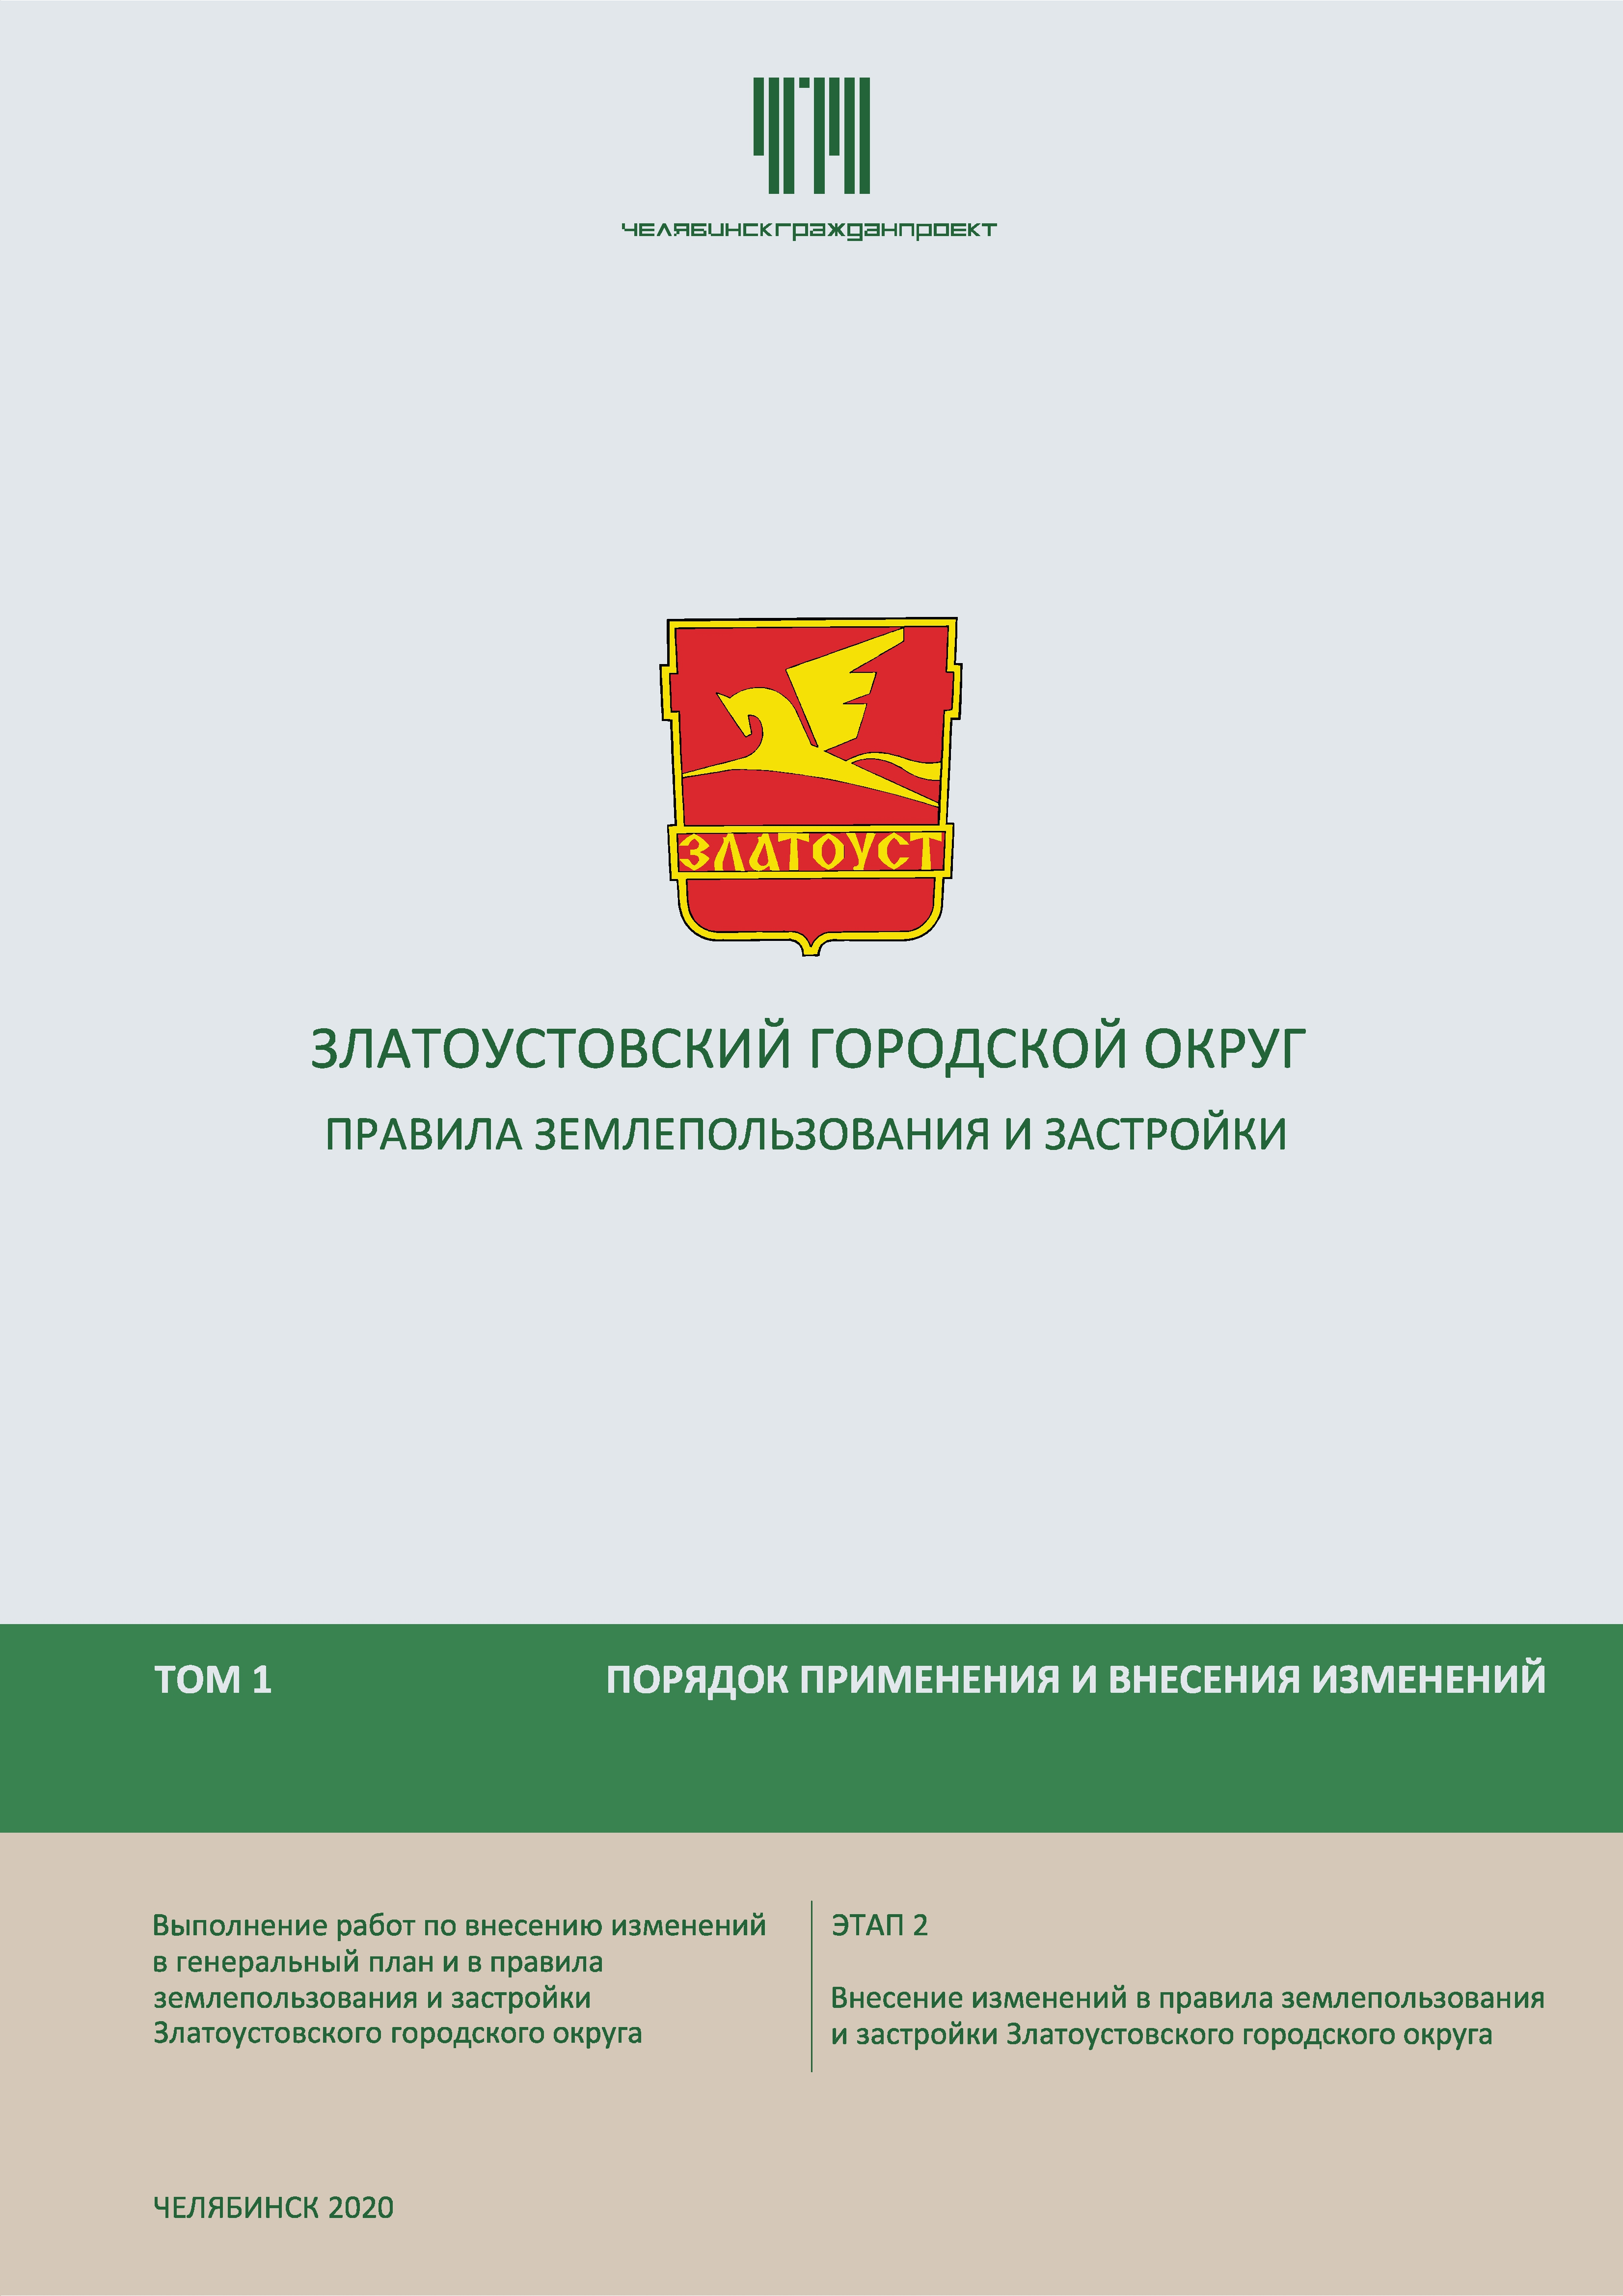 ЧЕЛЯБИНСКГРАЖДАНПРОЕКТ
ЗЛАТОУСТ
ЗЛАТОУСТОВСКИЙ ГОРОДСКОЙ ОКРУГ
ПРАВИЛА ЗЕМЛЕПОЛЬЗОВАНИЯ И ЗАСТРОЙКИ
ТОМ 1 ПОРЯДОК ПРИМЕНЕНИЯ И ВНЕСЕНИЯ ИЗМЕНЕНИЙ
Выполнение работ по внесению изменений
в генеральный план и в правила
землепользования и застройки
Златоустовского городского округа
ЭТАП 2
Внесение изменений в правила землепользования
и застройки Златоустовского городского округа
ЧЕЛЯБИНСК 2020